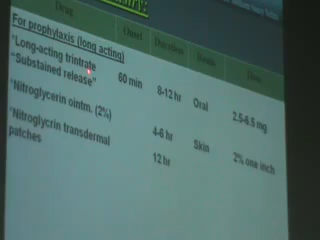 Drug Onset Duration Route Dose
For prophylaxis (long acting)
*Long-acting trintrate
"Substained release" 60 min 8-12 hr Oral 2.5-6.5 mg
*Nitroglycerin ointm. (2%) 4-6 hr Skin 2% one inch
*Nitroglycrin transdermal
patches 12 hr